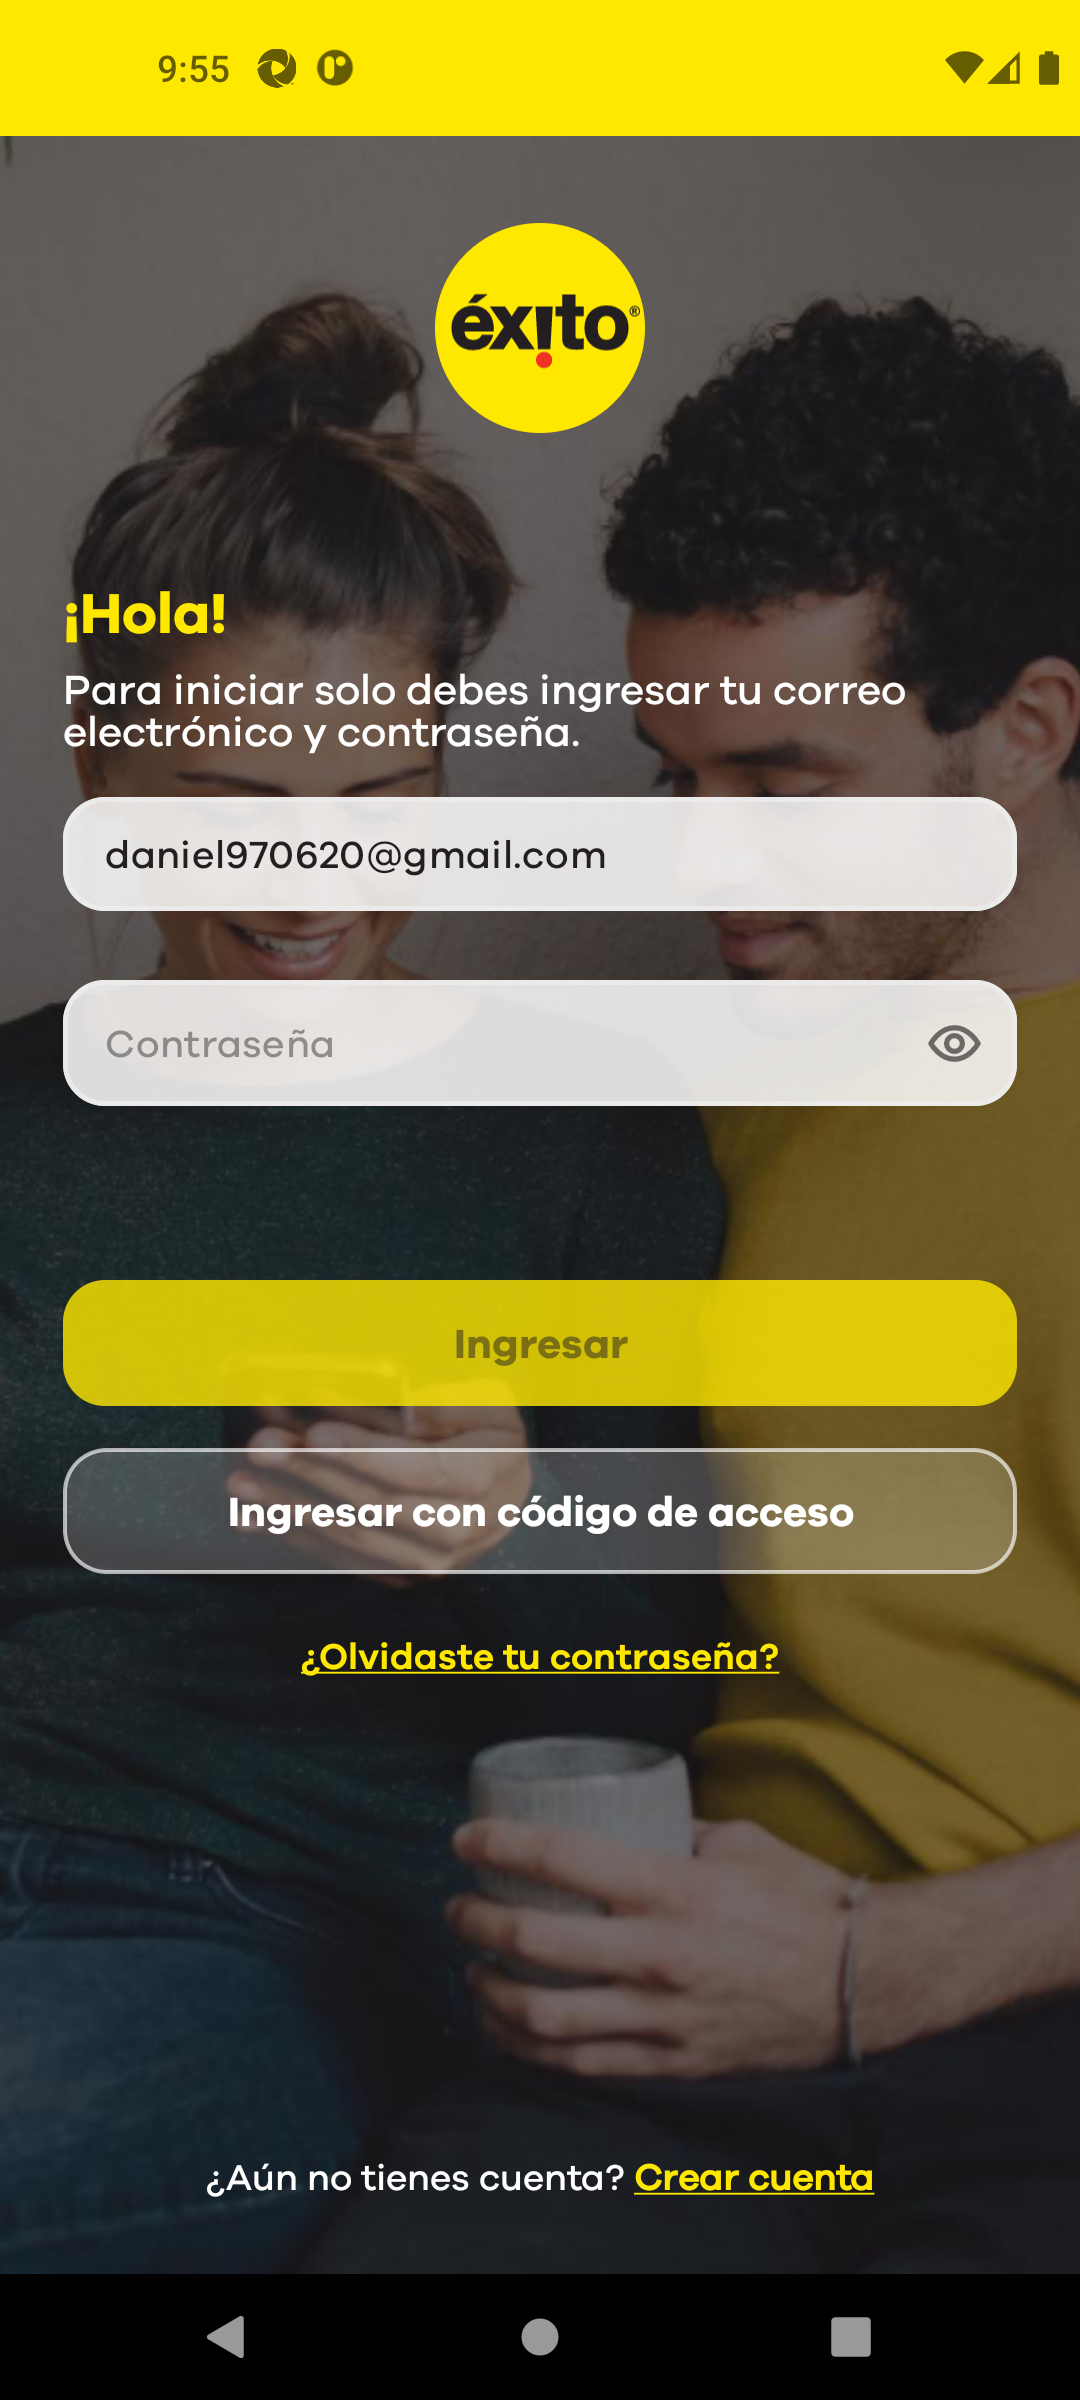 9:55
éxito®
¡Hola!
Para iniciar solo debes ingresar tu correo
electrónico y contraseña.
daniel970620@gmail.com
Contraseña
Ingresar
Ingresar con código de acceso
¿Olvidaste tu contraseña?
¿Aún no tienes cuenta? Crear cuenta